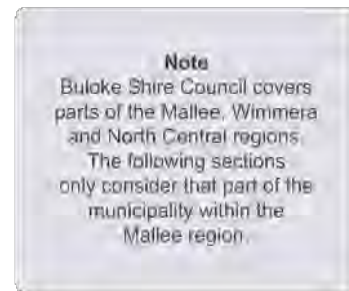 Note
Buloke Shire Council covers
parts of the Mallee, Wimmera
and North Central regions.
The following sections
only consider that part of the
municipality within the
Mallee region.